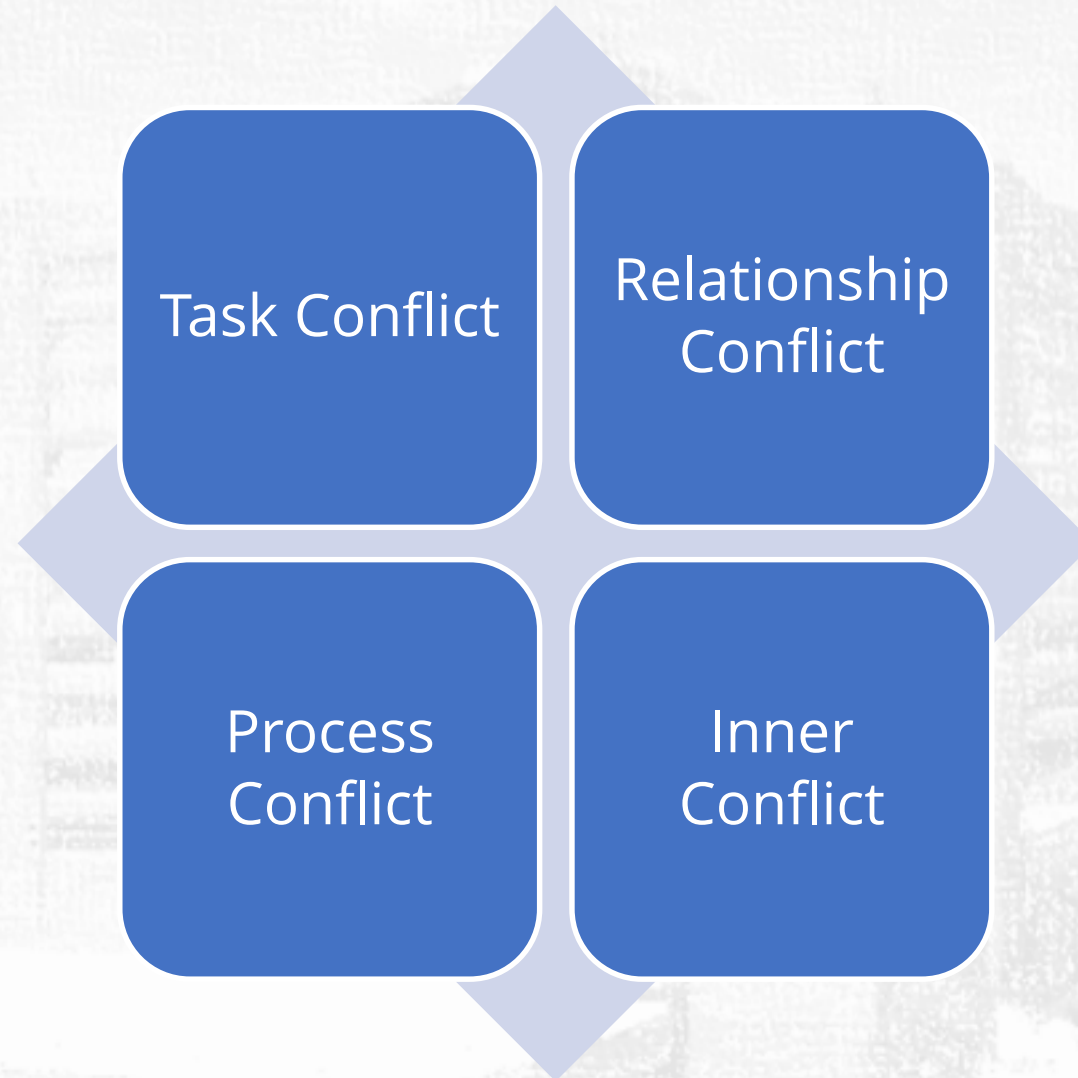 Task Conflict
Relationship
Conflict
Process
Conflict
Inner
Conflict